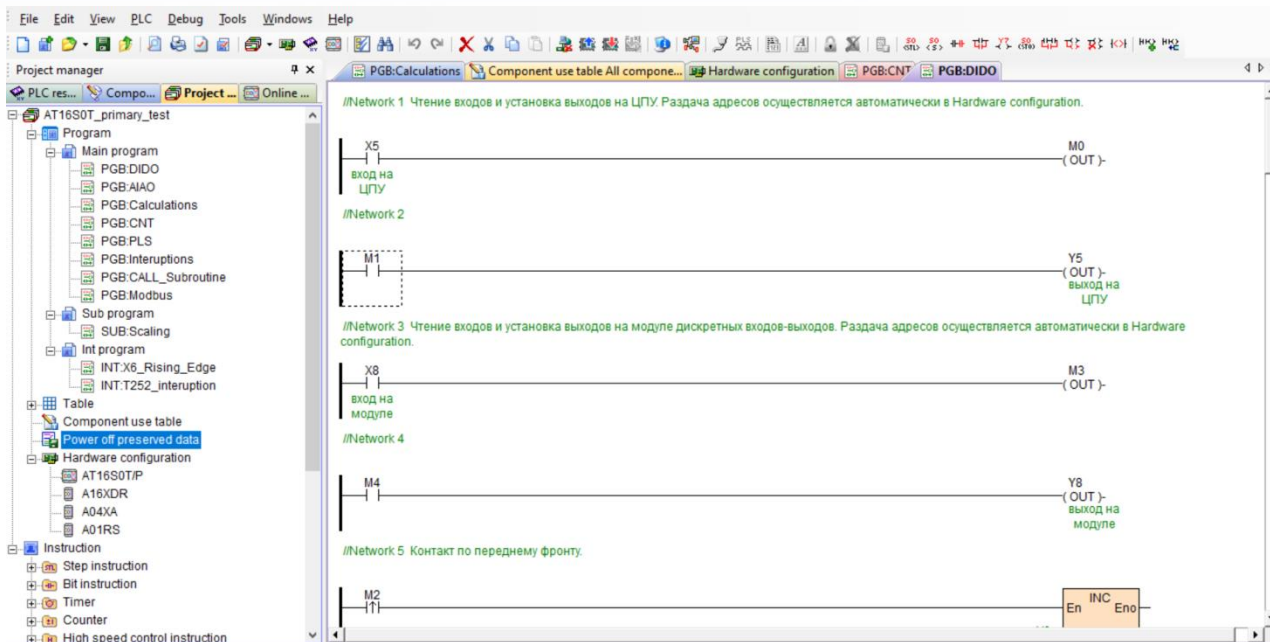 File Edit View PLC Debug Tools Windows Help
Project manager
PGB:Calculations Component use table All compone... Hardware configuration PGB:CNT PGB:DIDO
PLC res... Compo... Project ... Online ...
AT16S0T_primary_test
Program
Main program
PGB:DIDO
PGB:AIAO
PGB:Calculations
PGB:CNT
PGB:PLS
PGB:Interuptions
PGB:CALL_Subroutine
PGB:Modbus
Sub program
SUB:Scaling
Int program
INT:X6_Rising_Edge
INT:T252_interuption
Table
Component use table
Power off preserved data
Hardware configuration
AT16S0T/P
A16XDR
A04XA
A01RS
Instruction
Step instruction
Bit instruction
Timer
Counter
High speed control instruction
//Network 1 Чтение входов и установка выходов на ЦПУ. Раздача адресов осуществляется автоматически в Hardware configuration.
X5 M0
( OUT )-
вход на
ЦПУ
//Network 2
M1 Y5
( OUT )-
выход на
ЦПУ
//Network 3 Чтение входов и установка выходов на модуле дискретных входов-выходов. Раздача адресов осуществляется автоматически в Hardware
configuration.
X8 M3
( OUT )-
вход на
модуле
//Network 4
M4 Y8
( OUT )-
выход на
модуле
//Network 5 Контакт по переднему фронту.
M2
INC
En Eno